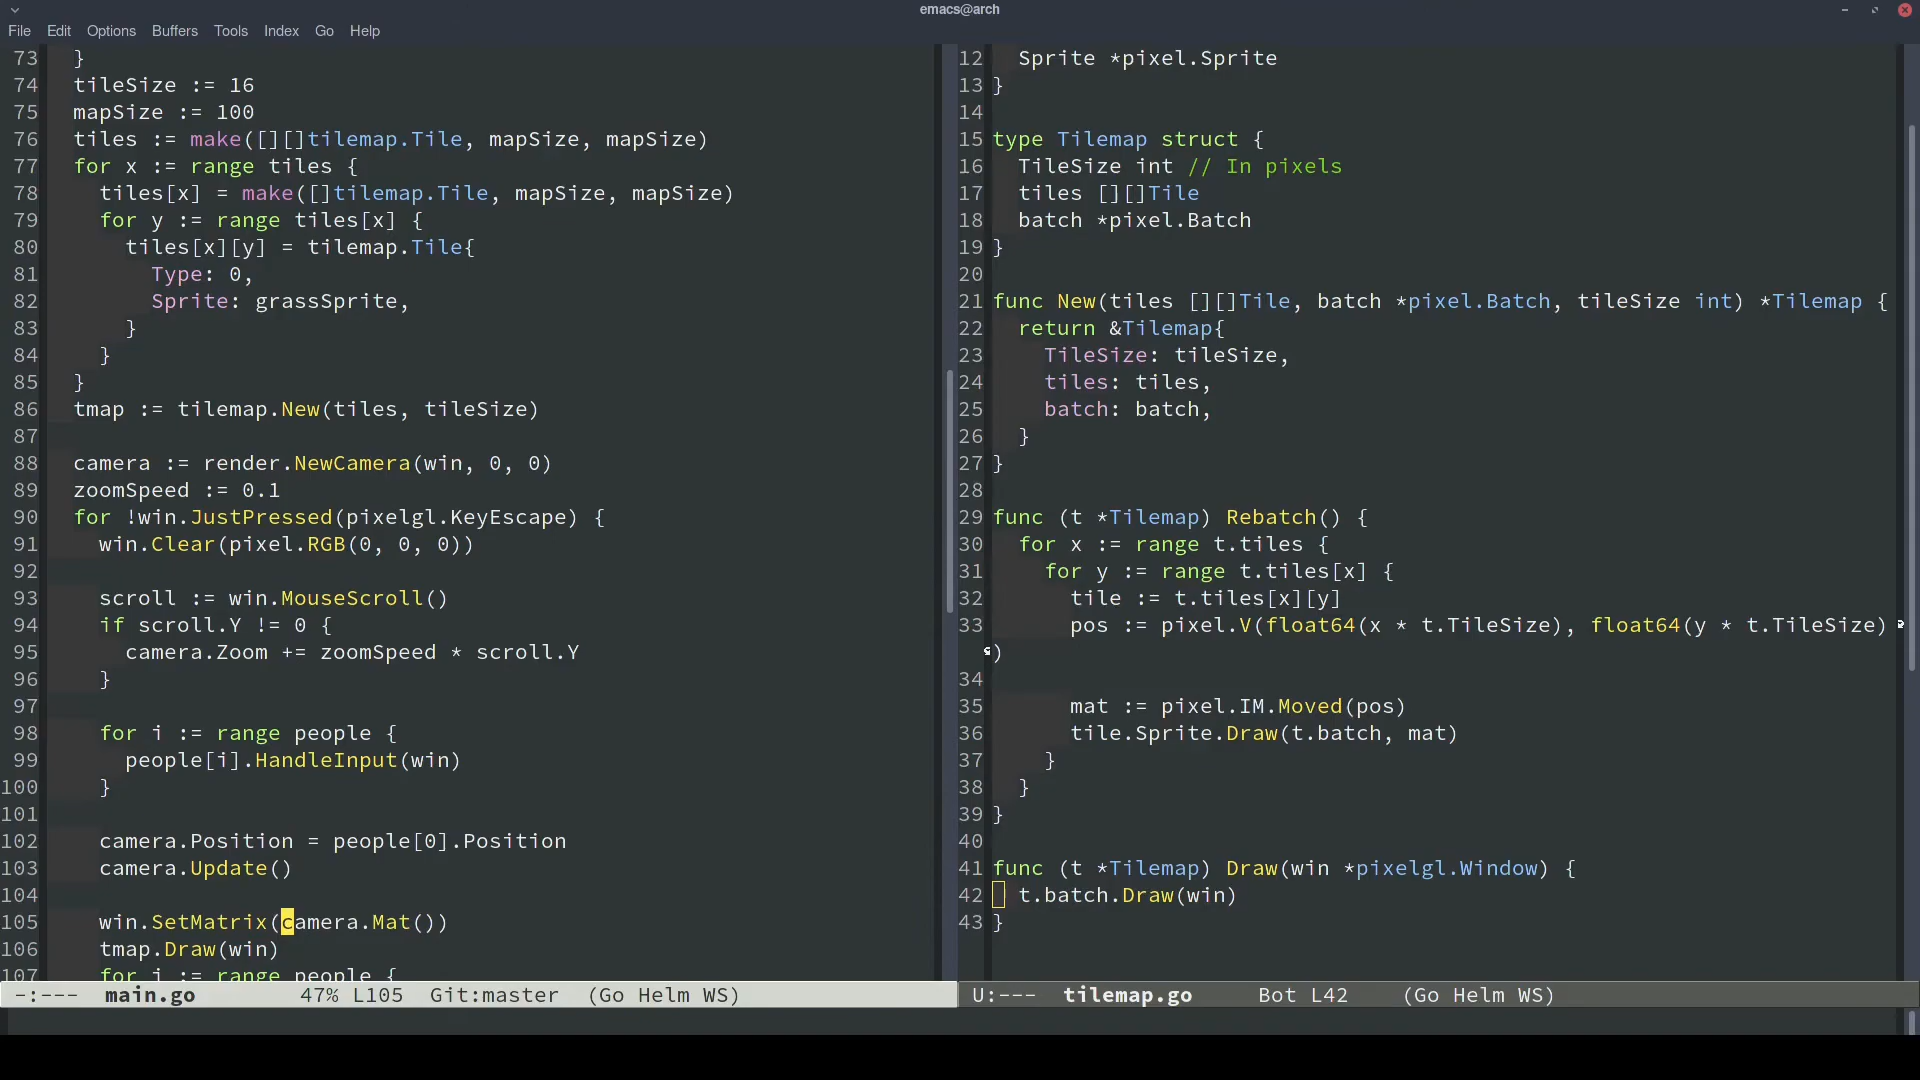 emacs@arch
File Edit Options Buffers Tools Index Go Help
73 }
74 tileSize := 16
75 mapSize := 100
76 tiles := make([][]tilemap.Tile, mapSize, mapSize)
77 for x := range tiles {
78 tiles[x] = make([]tilemap.Tile, mapSize, mapSize)
79 for y := range tiles[x] {
80 tiles[x][y] = tilemap.Tile{
81 Type: 0,
82 Sprite: grassSprite,
83 }
84 }
85 }
86 tmap := tilemap.New(tiles, tileSize)
87
88 camera := render.NewCamera(win, 0, 0)
89 zoomSpeed := 0.1
90 for !win.JustPressed(pixelgl.KeyEscape) {
91 win.Clear(pixel.RGB(0, 0, 0))
92
93 scroll := win.MouseScroll()
94 if scroll.Y != 0 {
95 camera.Zoom += zoomSpeed * scroll.Y
96 }
97
98 for i := range people {
99 people[i].HandleInput(win)
100 }
101
102 camera.Position = people[0].Position
103 camera.Update()
104
105 win.SetMatrix(camera.Mat())
106 tmap.Draw(win)
107 for i := range people {
-:--- main.go 47% L105 Git:master (Go Helm WS)
12 Sprite *pixel.Sprite
13 }
14
15 type Tilemap struct {
16 TileSize int // In pixels
17 tiles [][]Tile
18 batch *pixel.Batch
19 }
20
21 func New(tiles [][]Tile, batch *pixel.Batch, tileSize int) *Tilemap {
22 return &Tilemap{
23 TileSize: tileSize,
24 tiles: tiles,
25 batch: batch,
26 }
27 }
28
29 func (t *Tilemap) Rebatch() {
30 for x := range t.tiles {
31 for y := range t.tiles[x] {
32 tile := t.tiles[x][y]
33 pos := pixel.V(float64(x * t.TileSize), float64(y * t.TileSize)
)
34
35 mat := pixel.IM.Moved(pos)
36 tile.Sprite.Draw(t.batch, mat)
37 }
38 }
39 }
40
41 func (t *Tilemap) Draw(win *pixelgl.Window) {
42 t.batch.Draw(win)
43 }
U:--- tilemap.go Bot L42 (Go Helm WS)